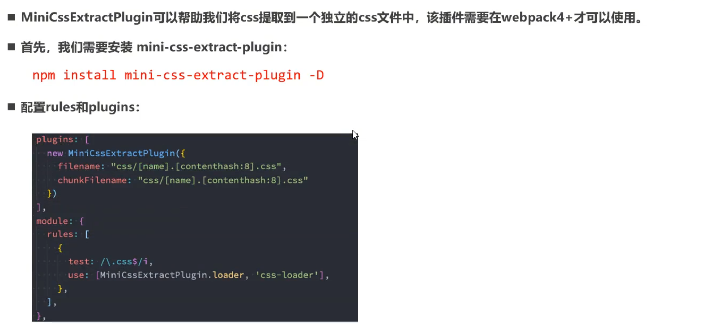 MiniCssExtractPlugin可以帮助我们将css提取到一个独立的css文件中，该插件需要在webpack4+才可以使用。
首先，我们需要安装 mini-css-extract-plugin：
npm install mini-css-extract-plugin -D
配置rules和plugins：
plugins: [
new MiniCssExtractPlugin({
filename: "css/[name].[contenthash:8].css",
chunkFilename: "css/[name].[contenthash:8].css"
})
],
module: {
rules: [
{
test: /\.css$/i,
use: [MiniCssExtractPlugin.loader, 'css-loader'],
},
],
},